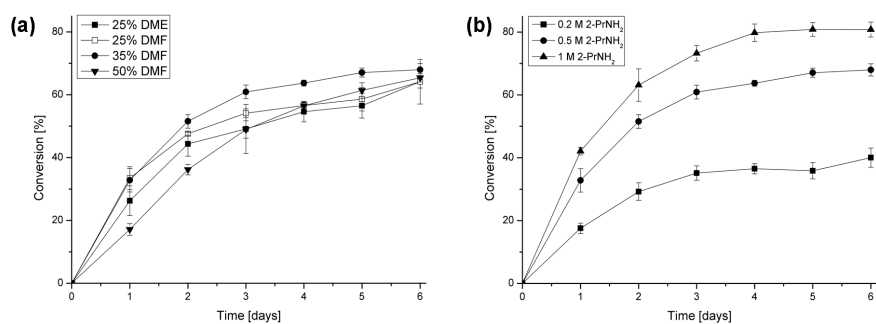 (a)
25% DME
25% DMF
35% DMF
50% DMF
Conversion [%]
80
60
40
20
0
0 1 2 3 4 5 6
Time [days]
(b)
0.2 M 2-PrNH₂
0.5 M 2-PrNH₂
1 M 2-PrNH₂
Conversion [%]
80
60
40
20
0
0 1 2 3 4 5 6
Time [days]